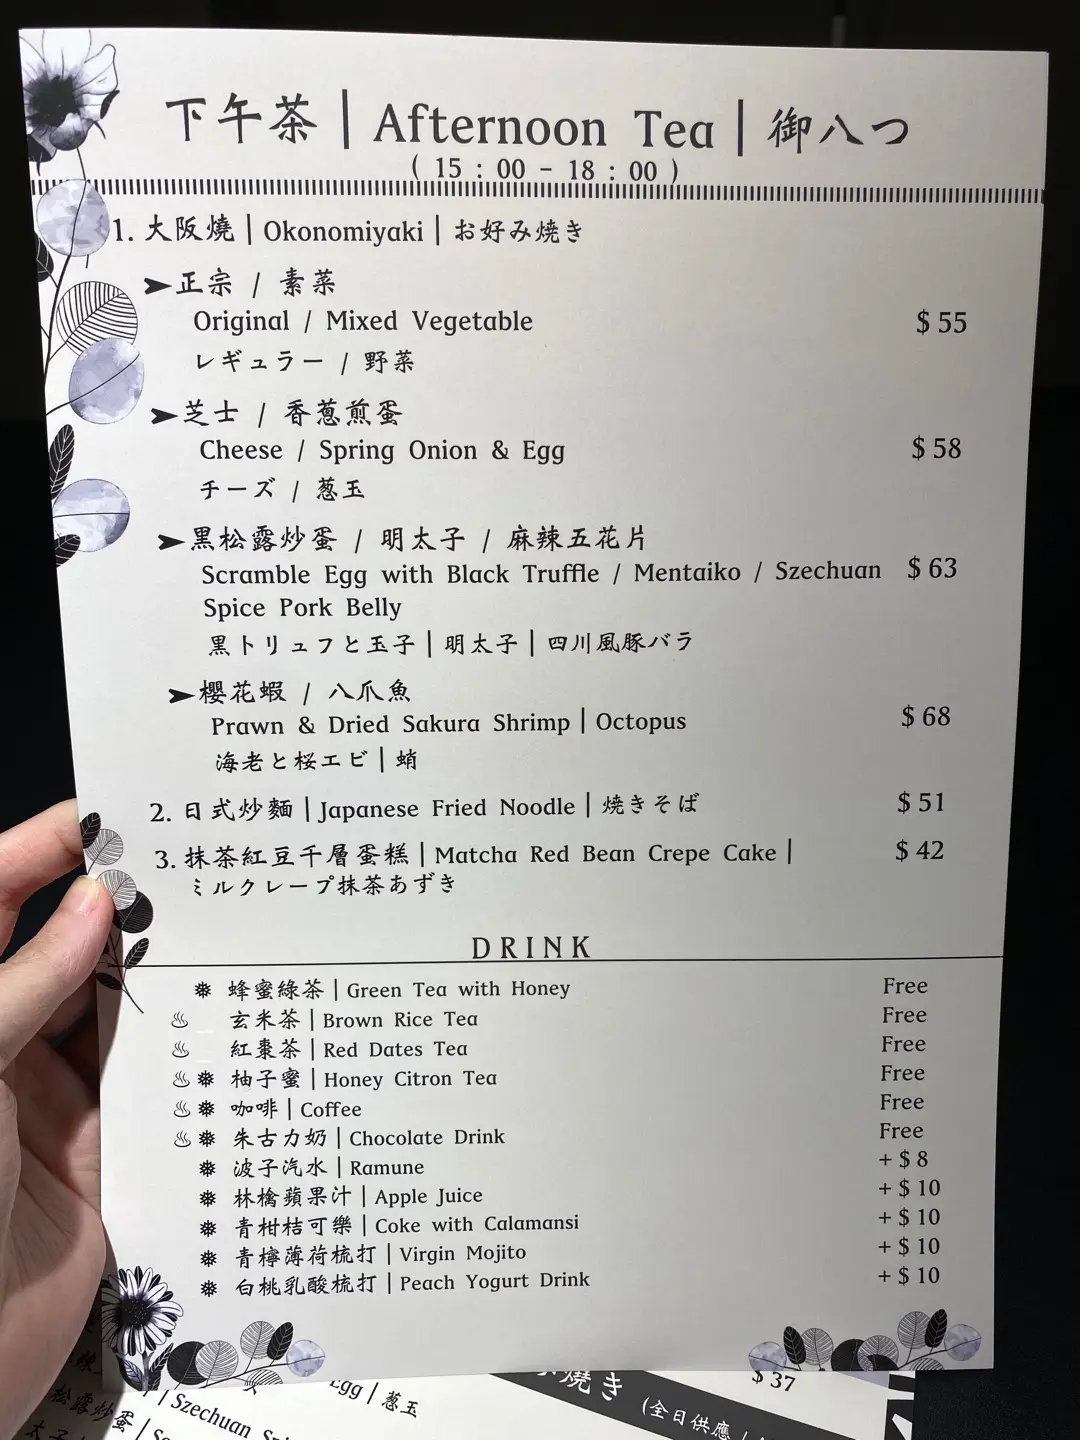 下午茶 | Afternoon Tea | 御八つ
( 15 : 00 - 18 : 00 )
1. 大阪燒 | Okonomiyaki | お好み焼き
➤正宗 / 素菜
Original / Mixed Vegetable $ 55
レギュラー / 野菜
➤芝士 / 香蔥煎蛋
Cheese / Spring Onion & Egg $ 58
チーズ / 葱玉
➤黑松露炒蛋 / 明太子 / 麻辣五花片
Scramble Egg with Black Truffle / Mentaiko / Szechuan $ 63
Spice Pork Belly
黒トリュフと玉子 | 明太子 | 四川風豚バラ
➤櫻花蝦 / 八爪魚
Prawn & Dried Sakura Shrimp | Octopus $ 68
海老と桜エビ | 蛸
2. 日式炒麵 | Japanese Fried Noodle | 焼きそば $ 51
3. 抹茶紅豆千層蛋糕 | Matcha Red Bean Crepe Cake | $ 42
ミルクレープ抹茶あずき
DRINK
❅ 蜂蜜綠茶 | Green Tea with Honey Free
♨ 玄米茶 | Brown Rice Tea Free
♨ 紅棗茶 | Red Dates Tea Free
♨ ❅ 柚子蜜 | Honey Citron Tea Free
♨ ❅ 咖啡 | Coffee Free
♨ ❅ 朱古力奶 | Chocolate Drink Free
❅ 波子汽水 | Ramune + $ 8
❅ 林檎蘋果汁 | Apple Juice + $ 10
❅ 青柑桔可樂 | Coke with Calamansi + $ 10
❅ 青檸薄荷梳打 | Virgin Mojito + $ 10
❅ 白桃乳酸梳打 | Peach Yogurt Drink + $ 10
$ 37
焼き (全日供應
Egg | 葱玉
| Szechuan
松露炒蛋